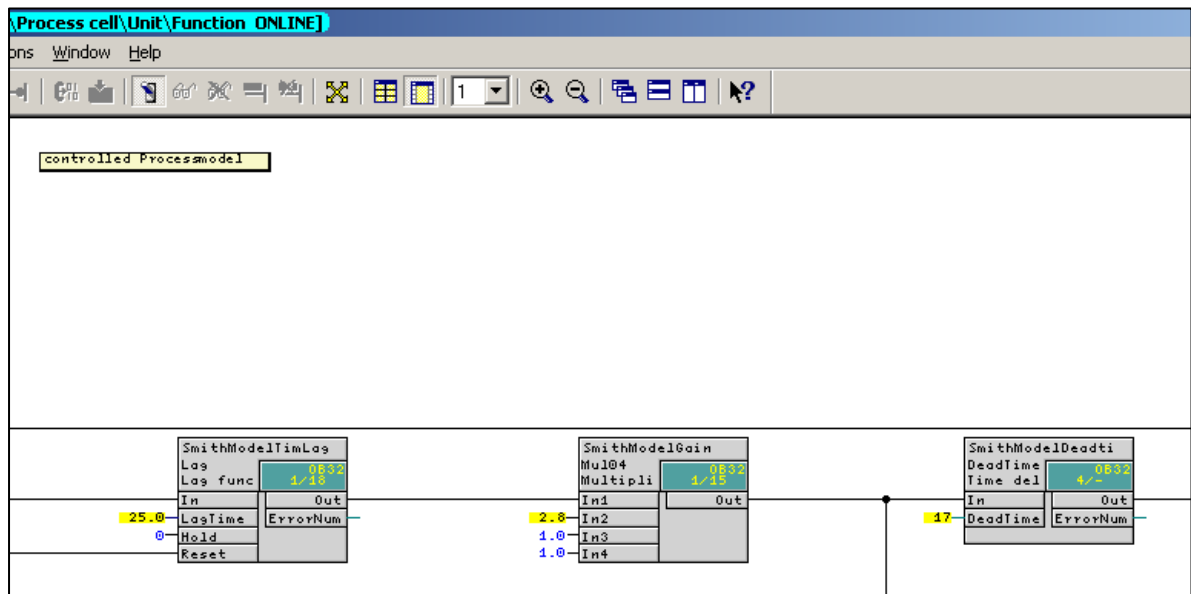 \Process cell\Unit\Function ONLINE]
ons Window Help
1
controlled Processmodel
SmithModelTimLag
Lag OB32
Lag func 1/18
In Out
25.0 LagTime ErrorNum
0 Hold
Reset
SmithModelGain
Mul04 OB32
Multipli 1/15
In1 Out
2.8 In2
1.0 In3
1.0 In4
SmithModelDeadti
DeadTime OB32
Time del 4/-
In Out
17 DeadTime ErrorNum